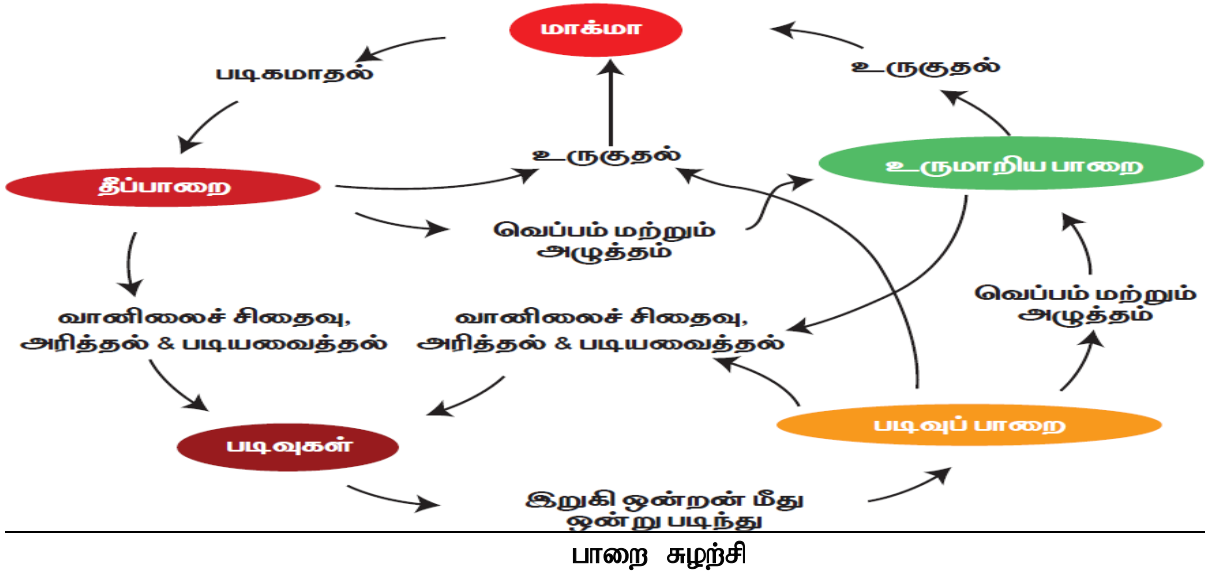 மாக்மா
படிகமாதல்
உருகுதல்
உருகுதல்
உருமாறிய பாறை
தீப்பாறை
வெப்பம் மற்றும்
அழுத்தம்
வெப்பம் மற்றும்
அழுத்தம்
வானிலைச் சிதைவு,
அரித்தல் & படியவைத்தல்
வானிலைச் சிதைவு,
அரித்தல் & படியவைத்தல்
படிவுப் பாறை
படிவுகள்
இறுகி ஒன்றன் மீது
ஒன்று படிந்து
பாறை சுழற்சி